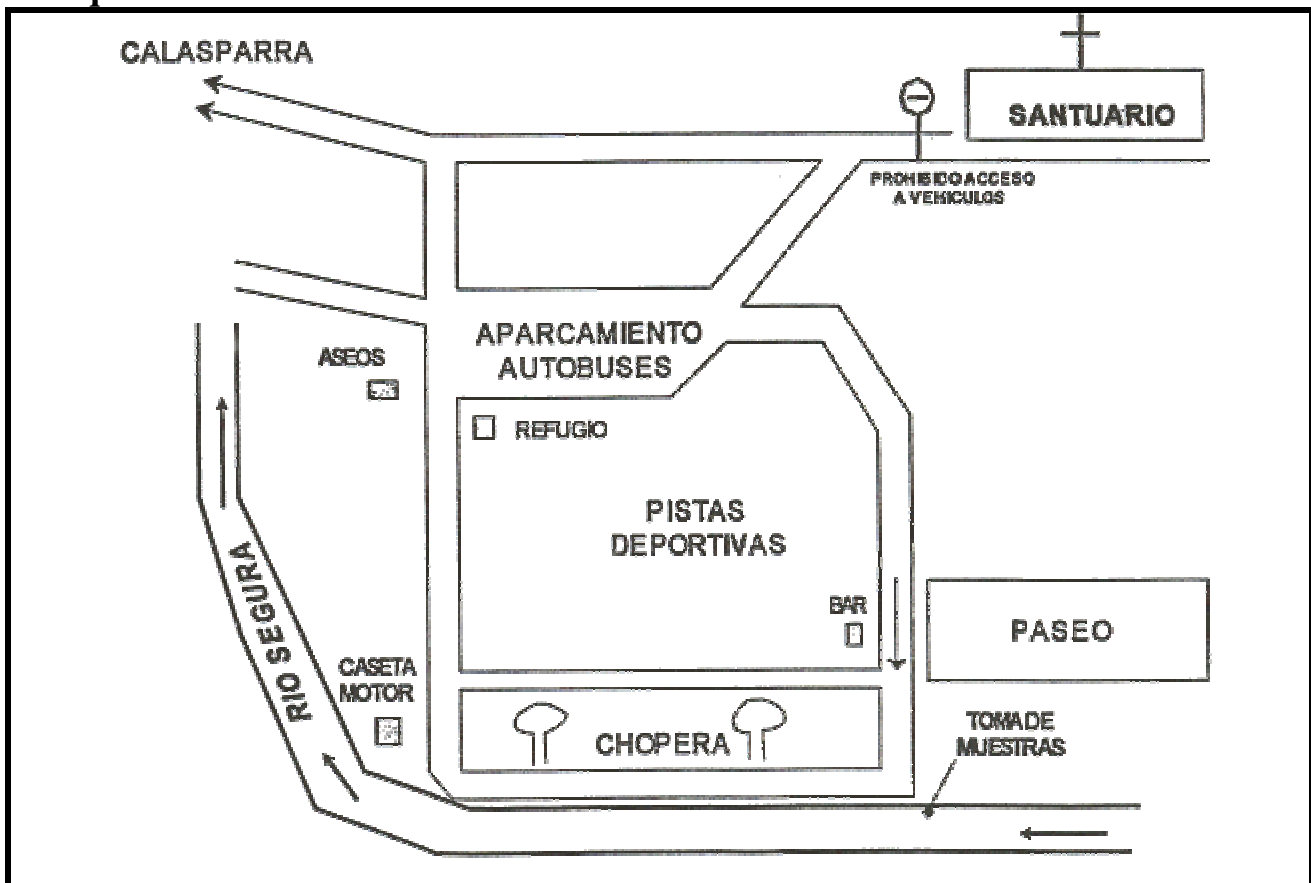 CALASPARRA
SANTUARIO
PROHIBIDO ACCESO
A VEHICULOS
APARCAMIENTO
AUTOBUSES
ASEOS
REFUGIO
PISTAS
DEPORTIVAS
RIO SEGURA
BAR
PASEO
CASETA
MOTOR
CHOPERA
TOMA DE
MUESTRAS